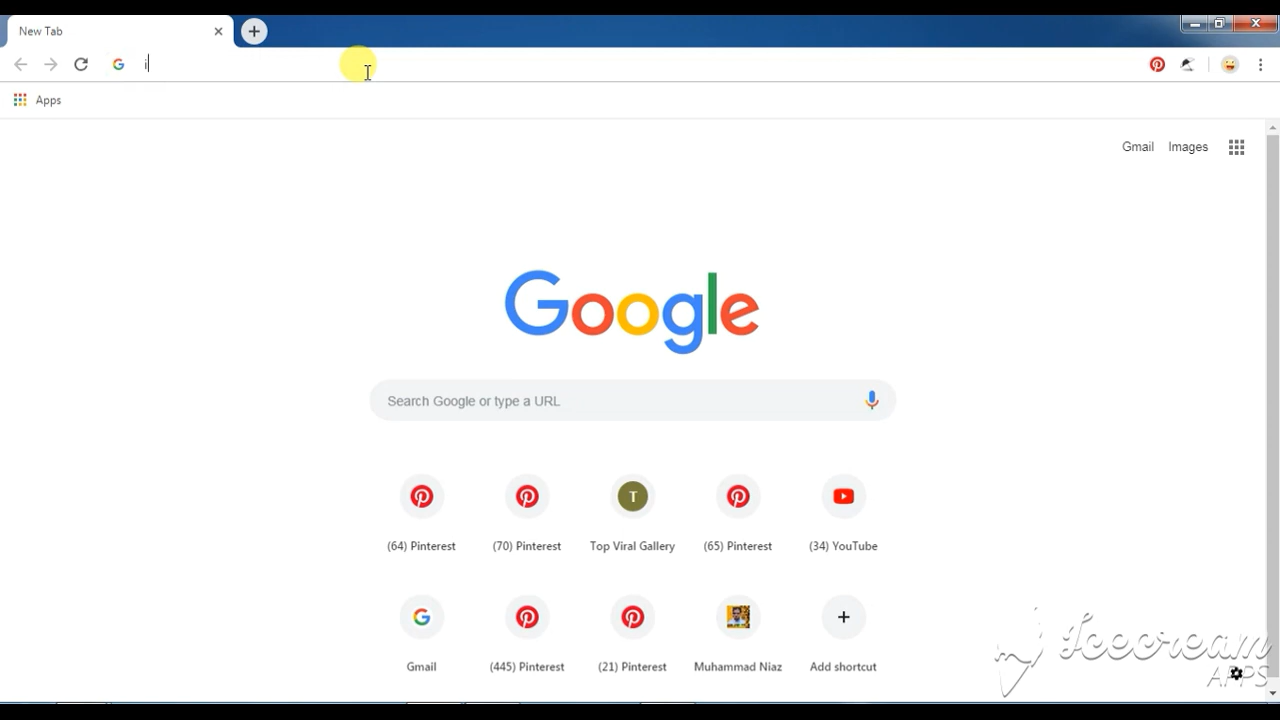 New Tab
i
Apps
Gmail Images
Google
Search Google or type a URL
T
(64) Pinterest (70) Pinterest Top Viral Gallery (65) Pinterest (34) YouTube
Gmail (445) Pinterest (21) Pinterest Muhammad Niaz Add shortcut
Icecream
APPS